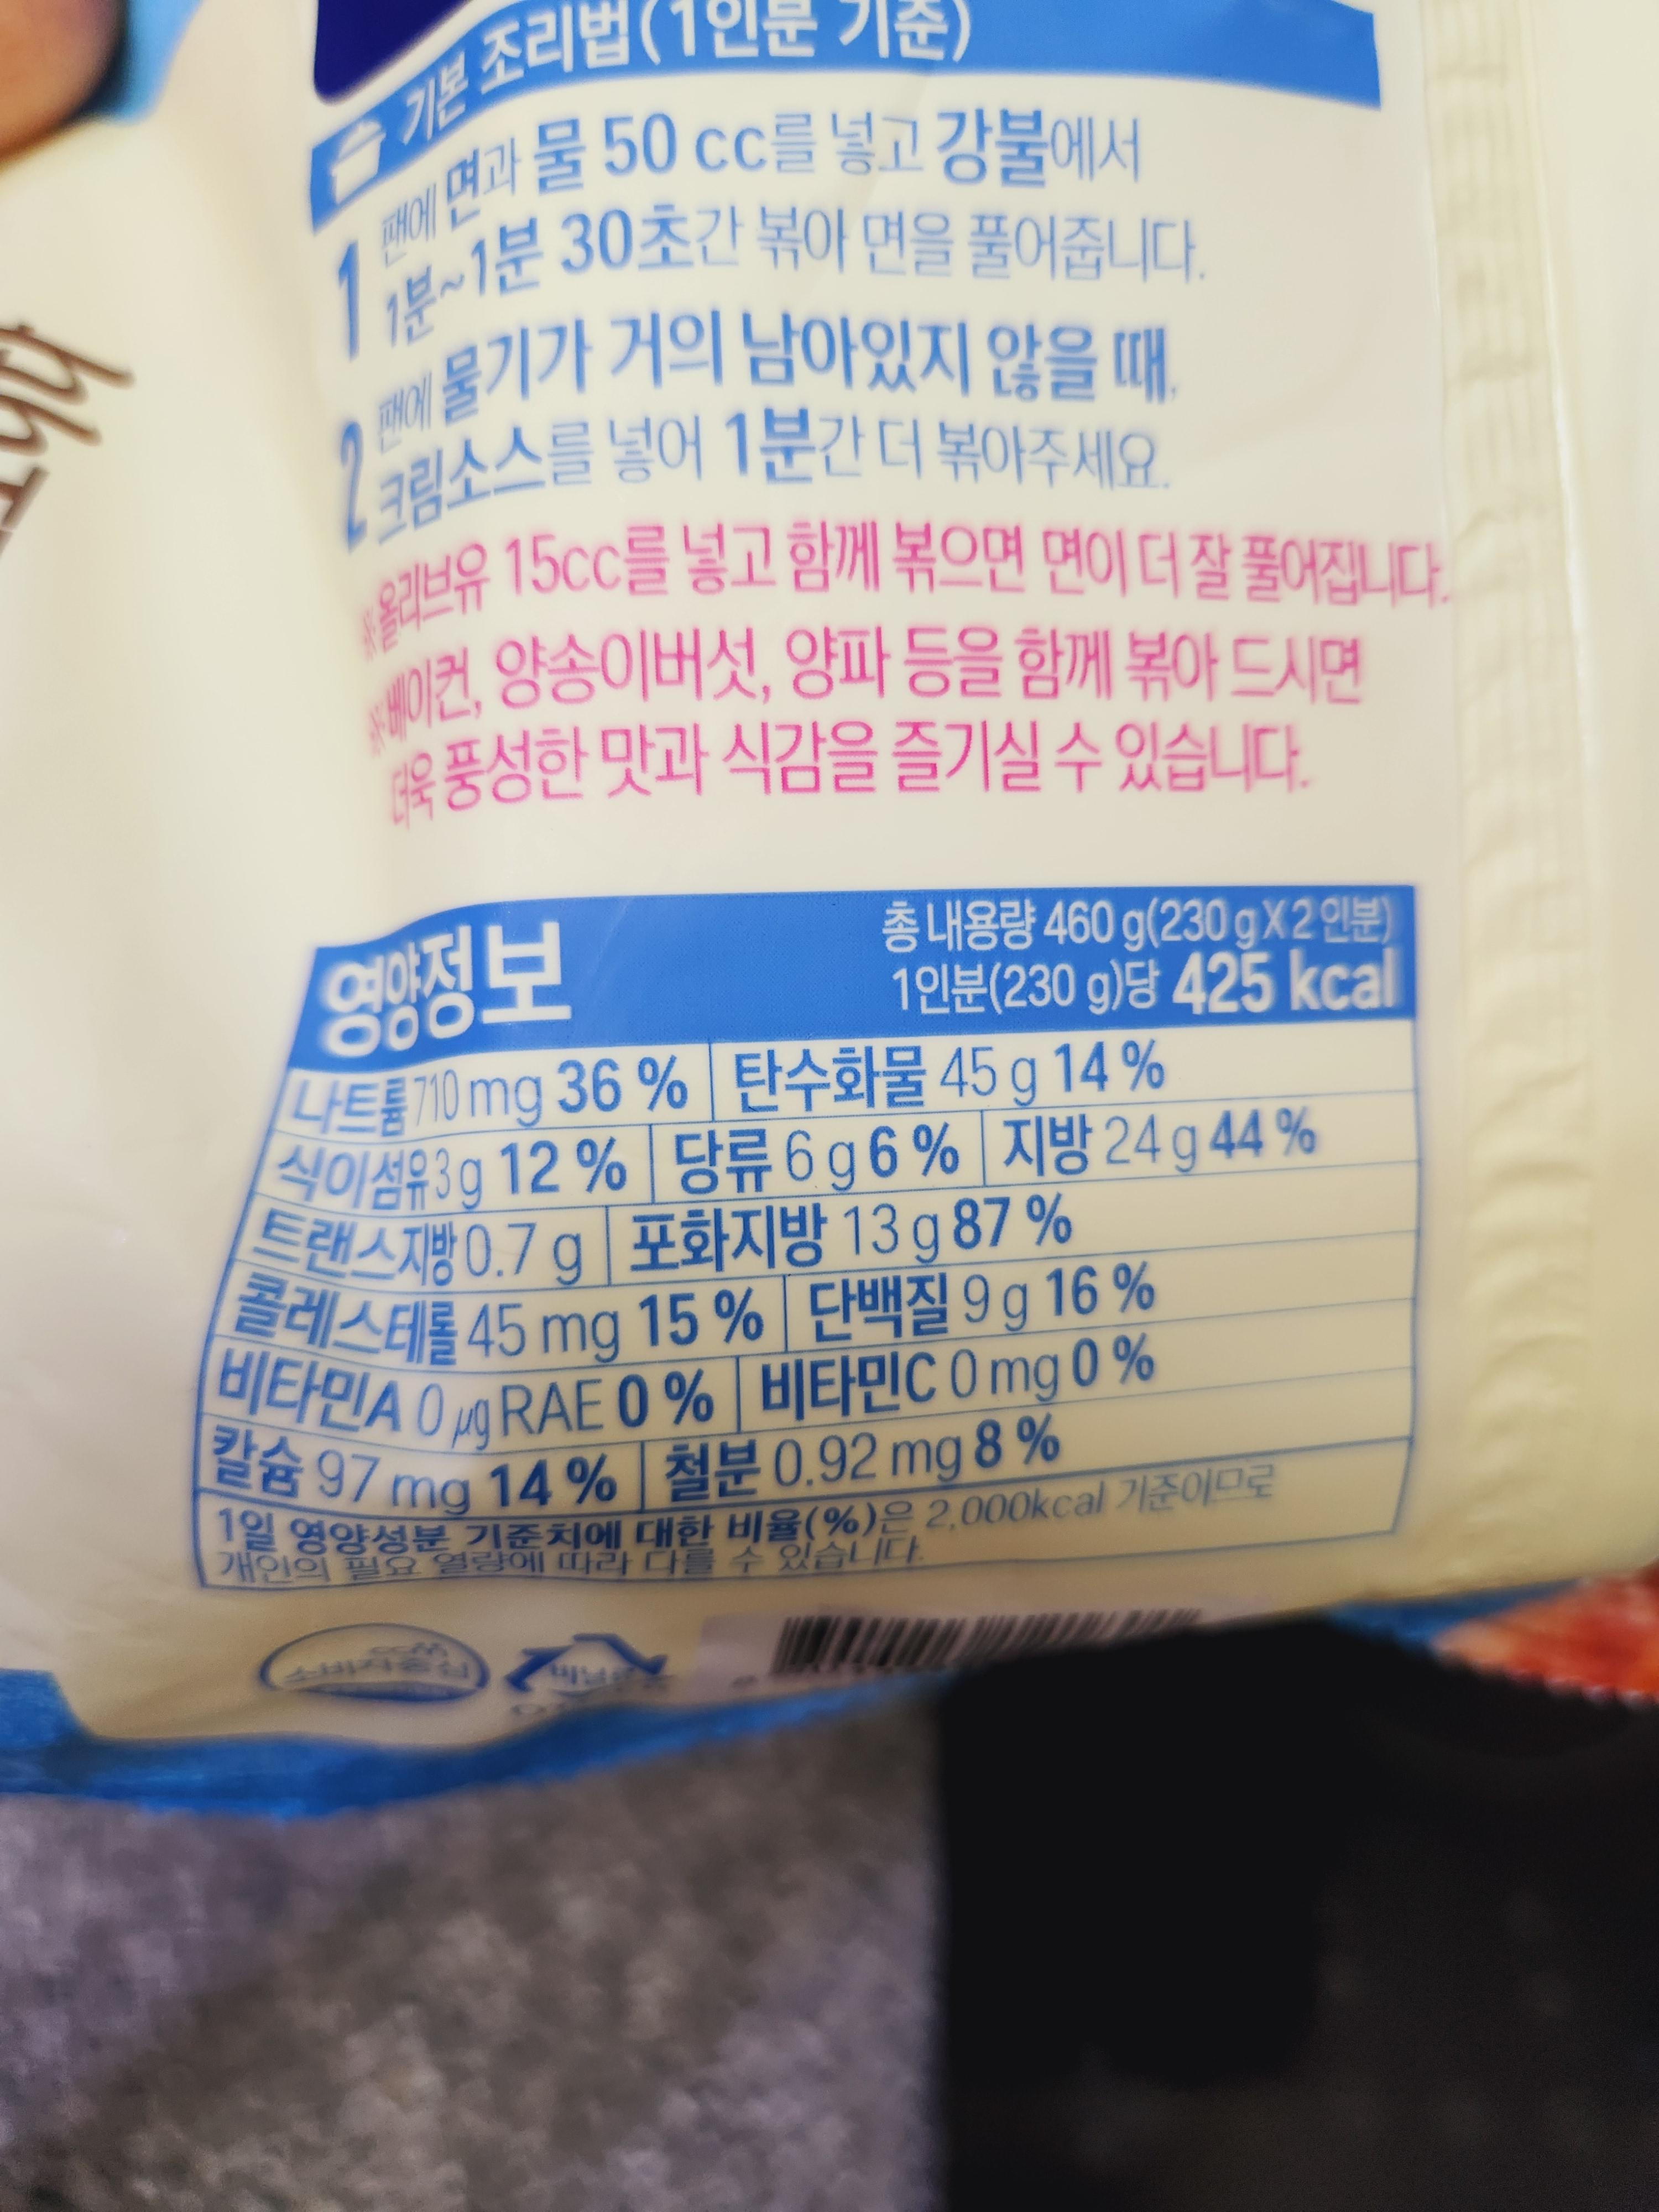 기본 조리법(1인분 기준)
1 팬에 면과 물 50 cc를 넣고 강불에서
1분~1분 30초간 볶아 면을 풀어줍니다.
2 팬에 물기가 거의 남아있지 않을 때,
크림소스를 넣어 1분간 더 볶아주세요.
※올리브유 15cc를 넣고 함께 볶으면 면이 더 잘 풀어집니다.
※베이컨, 양송이버섯, 양파 등을 함께 볶아 드시면
더욱 풍성한 맛과 식감을 즐기실 수 있습니다.
영양정보
총 내용량 460 g(230 g X 2 인분)
1인분(230 g)당 425 kcal
나트륨 710 mg 36 % 탄수화물 45 g 14 %
식이섬유 3 g 12 % 당류 6 g 6 % 지방 24 g 44 %
트랜스지방 0.7 g 포화지방 13 g 87 %
콜레스테롤 45 mg 15 % 단백질 9 g 16 %
비타민A 0 μg RAE 0 % 비타민C 0 mg 0 %
칼슘 97 mg 14 % 철분 0.92 mg 8 %
1일 영양성분 기준치에 대한 비율(%)은 2,000kcal 기준이므로
개인의 필요 열량에 따라 다를 수 있습니다.
소비자중심